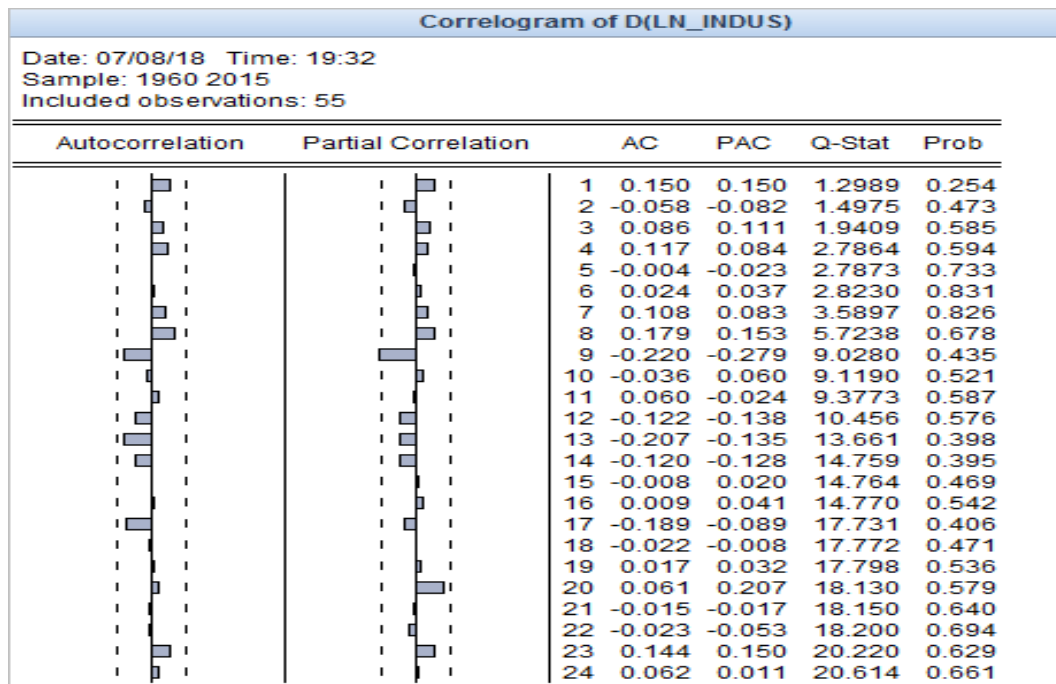 Correlogram of D(LN_INDUS)
Date: 07/08/18 Time: 19:32
Sample: 1960 2015
Included observations: 55
Autocorrelation Partial Correlation AC PAC Q-Stat Prob
1 0.150 0.150 1.2989 0.254
2 -0.058 -0.082 1.4975 0.473
3 0.086 0.111 1.9409 0.585
4 0.117 0.084 2.7864 0.594
5 -0.004 -0.023 2.7873 0.733
6 0.024 0.037 2.8230 0.831
7 0.108 0.083 3.5897 0.826
8 0.179 0.153 5.7238 0.678
9 -0.220 -0.279 9.0280 0.435
10 -0.036 0.060 9.1190 0.521
11 0.060 -0.024 9.3773 0.587
12 -0.122 -0.138 10.456 0.576
13 -0.207 -0.135 13.661 0.398
14 -0.120 -0.128 14.759 0.395
15 -0.008 0.020 14.764 0.469
16 0.009 0.041 14.770 0.542
17 -0.189 -0.089 17.731 0.406
18 -0.022 -0.008 17.772 0.471
19 0.017 0.032 17.798 0.536
20 0.061 0.207 18.130 0.579
21 -0.015 -0.017 18.150 0.640
22 -0.023 -0.053 18.200 0.694
23 0.144 0.150 20.220 0.629
24 0.062 0.011 20.614 0.661